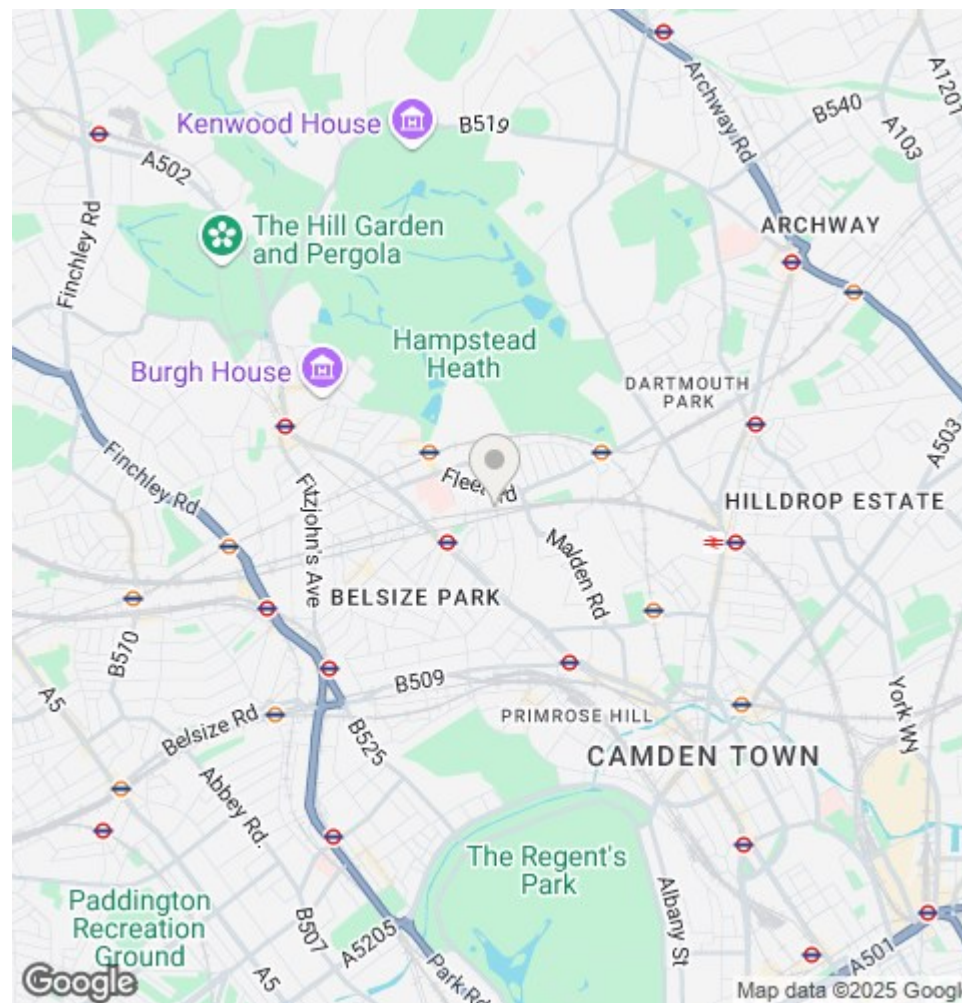 Kenwood House
B519
B540
A1201
A103
Archway Rd
A502
Finchley Rd
The Hill Garden
and Pergola
ARCHWAY
Burgh House
Hampstead
Heath
DARTMOUTH
PARK
A503
Finchley Rd
Fitzjohn's Ave
Fleet Rd
HILLDROP ESTATE
Malden Rd
BELSIZE PARK
B510
A5
B509
Belsize Rd
B525
PRIMROSE HILL
York Wy
CAMDEN TOWN
Abbey Rd.
The Regent's
Park
Albany St
Paddington
Recreation
Ground
B507
A5205
A5
Park Rd
A501
Google
Map data ©2025 Googl